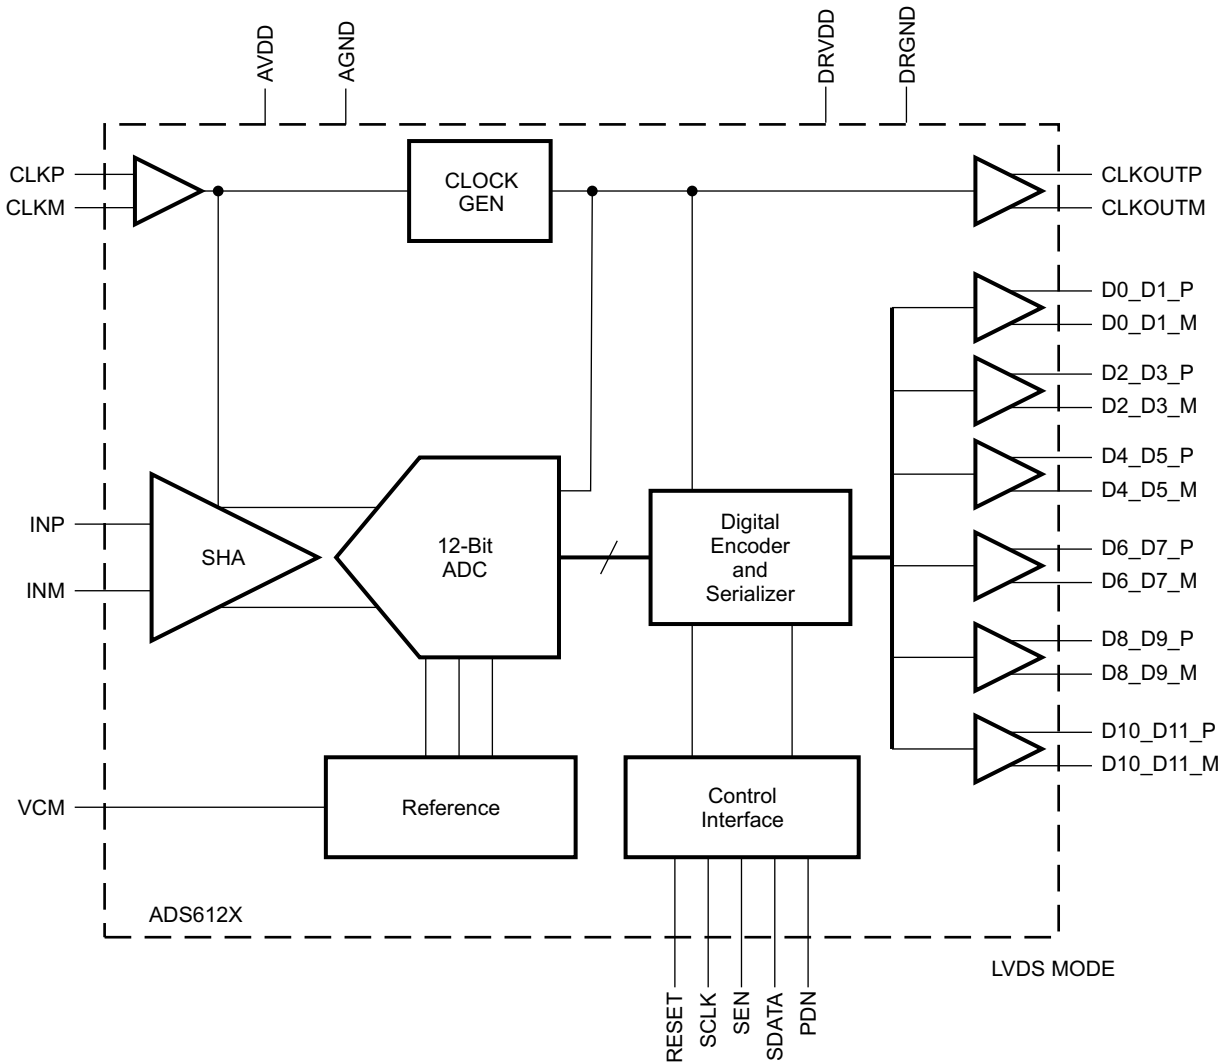 AVDD
AGND
DRVDD
DRGND
CLKP
CLKM
CLOCK
GEN
CLKOUTP
CLKOUTM
D0_D1_P
D0_D1_M
D2_D3_P
D2_D3_M
D4_D5_P
D4_D5_M
INP
INM
SHA
12-Bit
ADC
Digital
Encoder
and
Serializer
D6_D7_P
D6_D7_M
D8_D9_P
D8_D9_M
D10_D11_P
D10_D11_M
VCM
Reference
Control
Interface
ADS612X
LVDS MODE
RESET
SCLK
SEN
SDATA
PDN